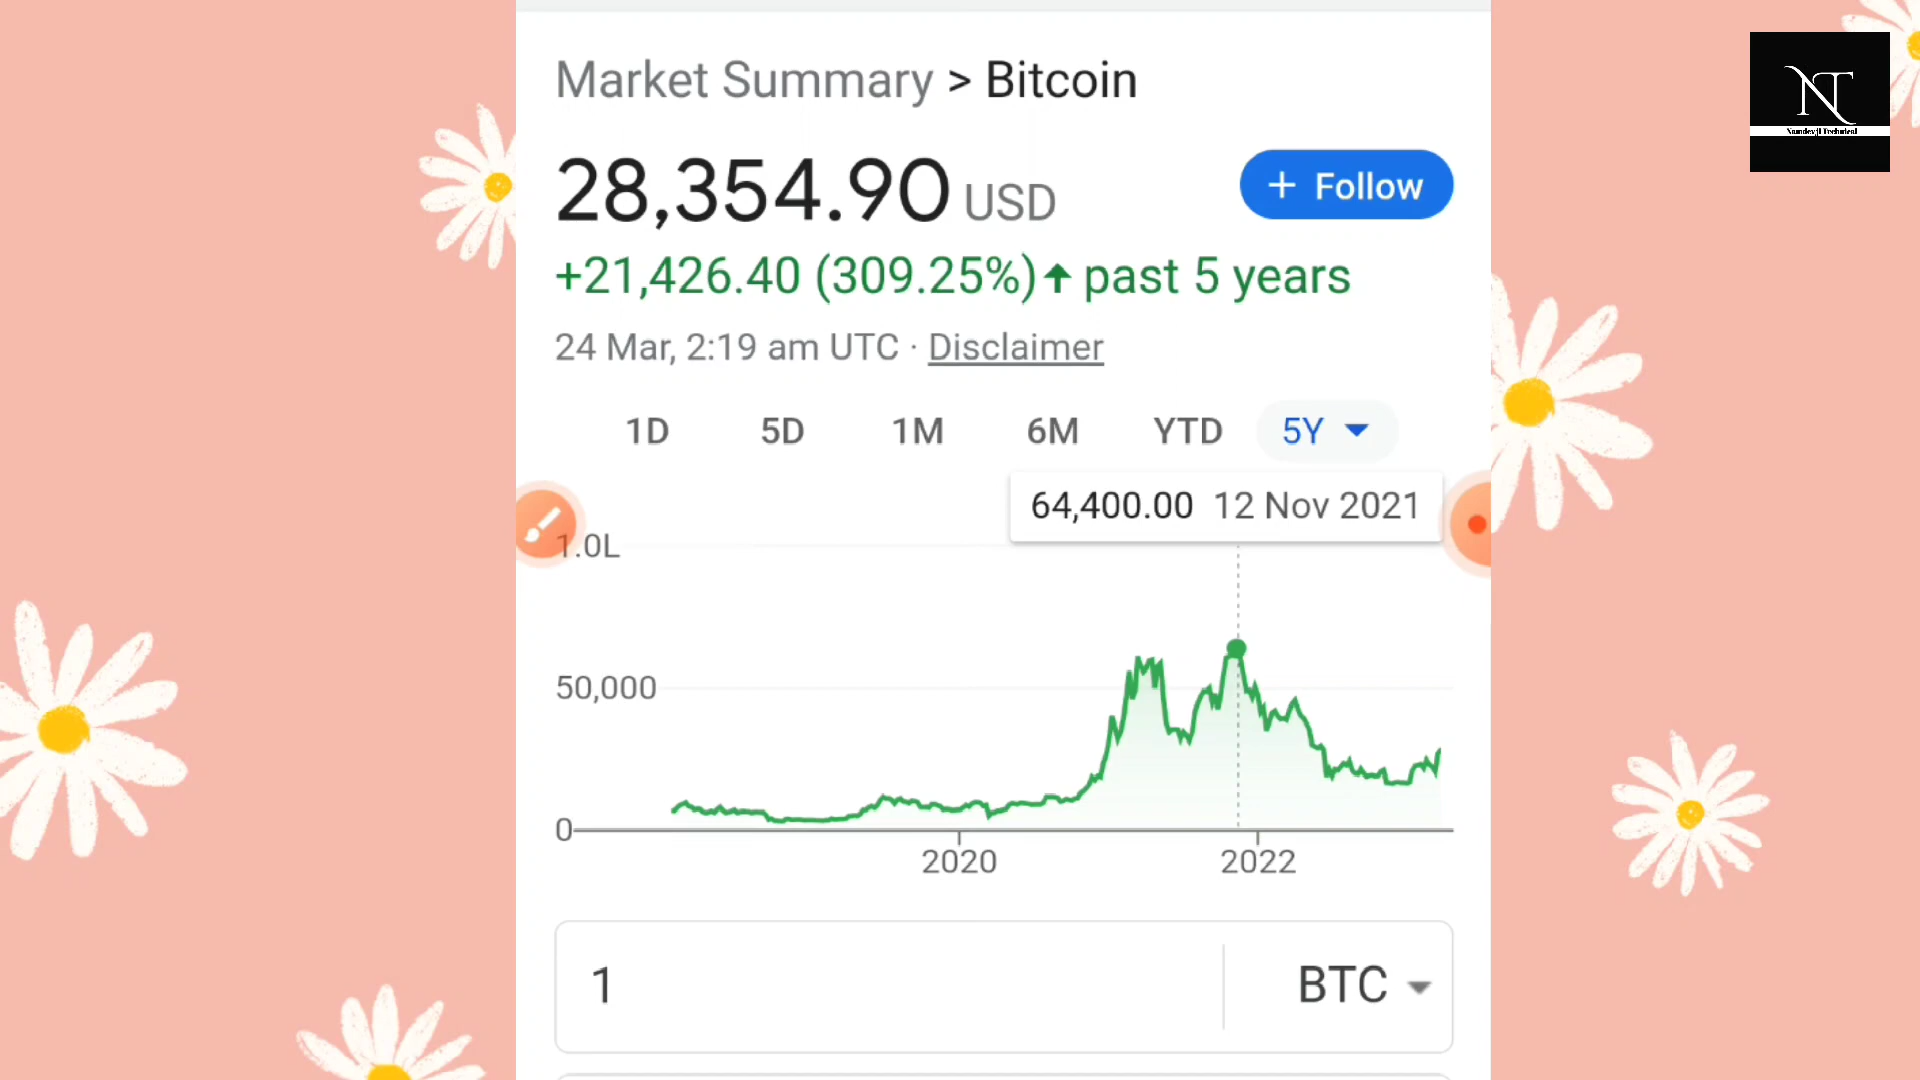 Market Summary > Bitcoin
28,354.90 USD
+ Follow
+21,426.40 (309.25%) ↑ past 5 years
24 Mar, 2:19 am UTC · Disclaimer
1D 5D 1M 6M YTD 5Y
64,400.00 12 Nov 2021
1.0L
50,000
0
2020 2022
1 BTC
NT
Namdevji Technical